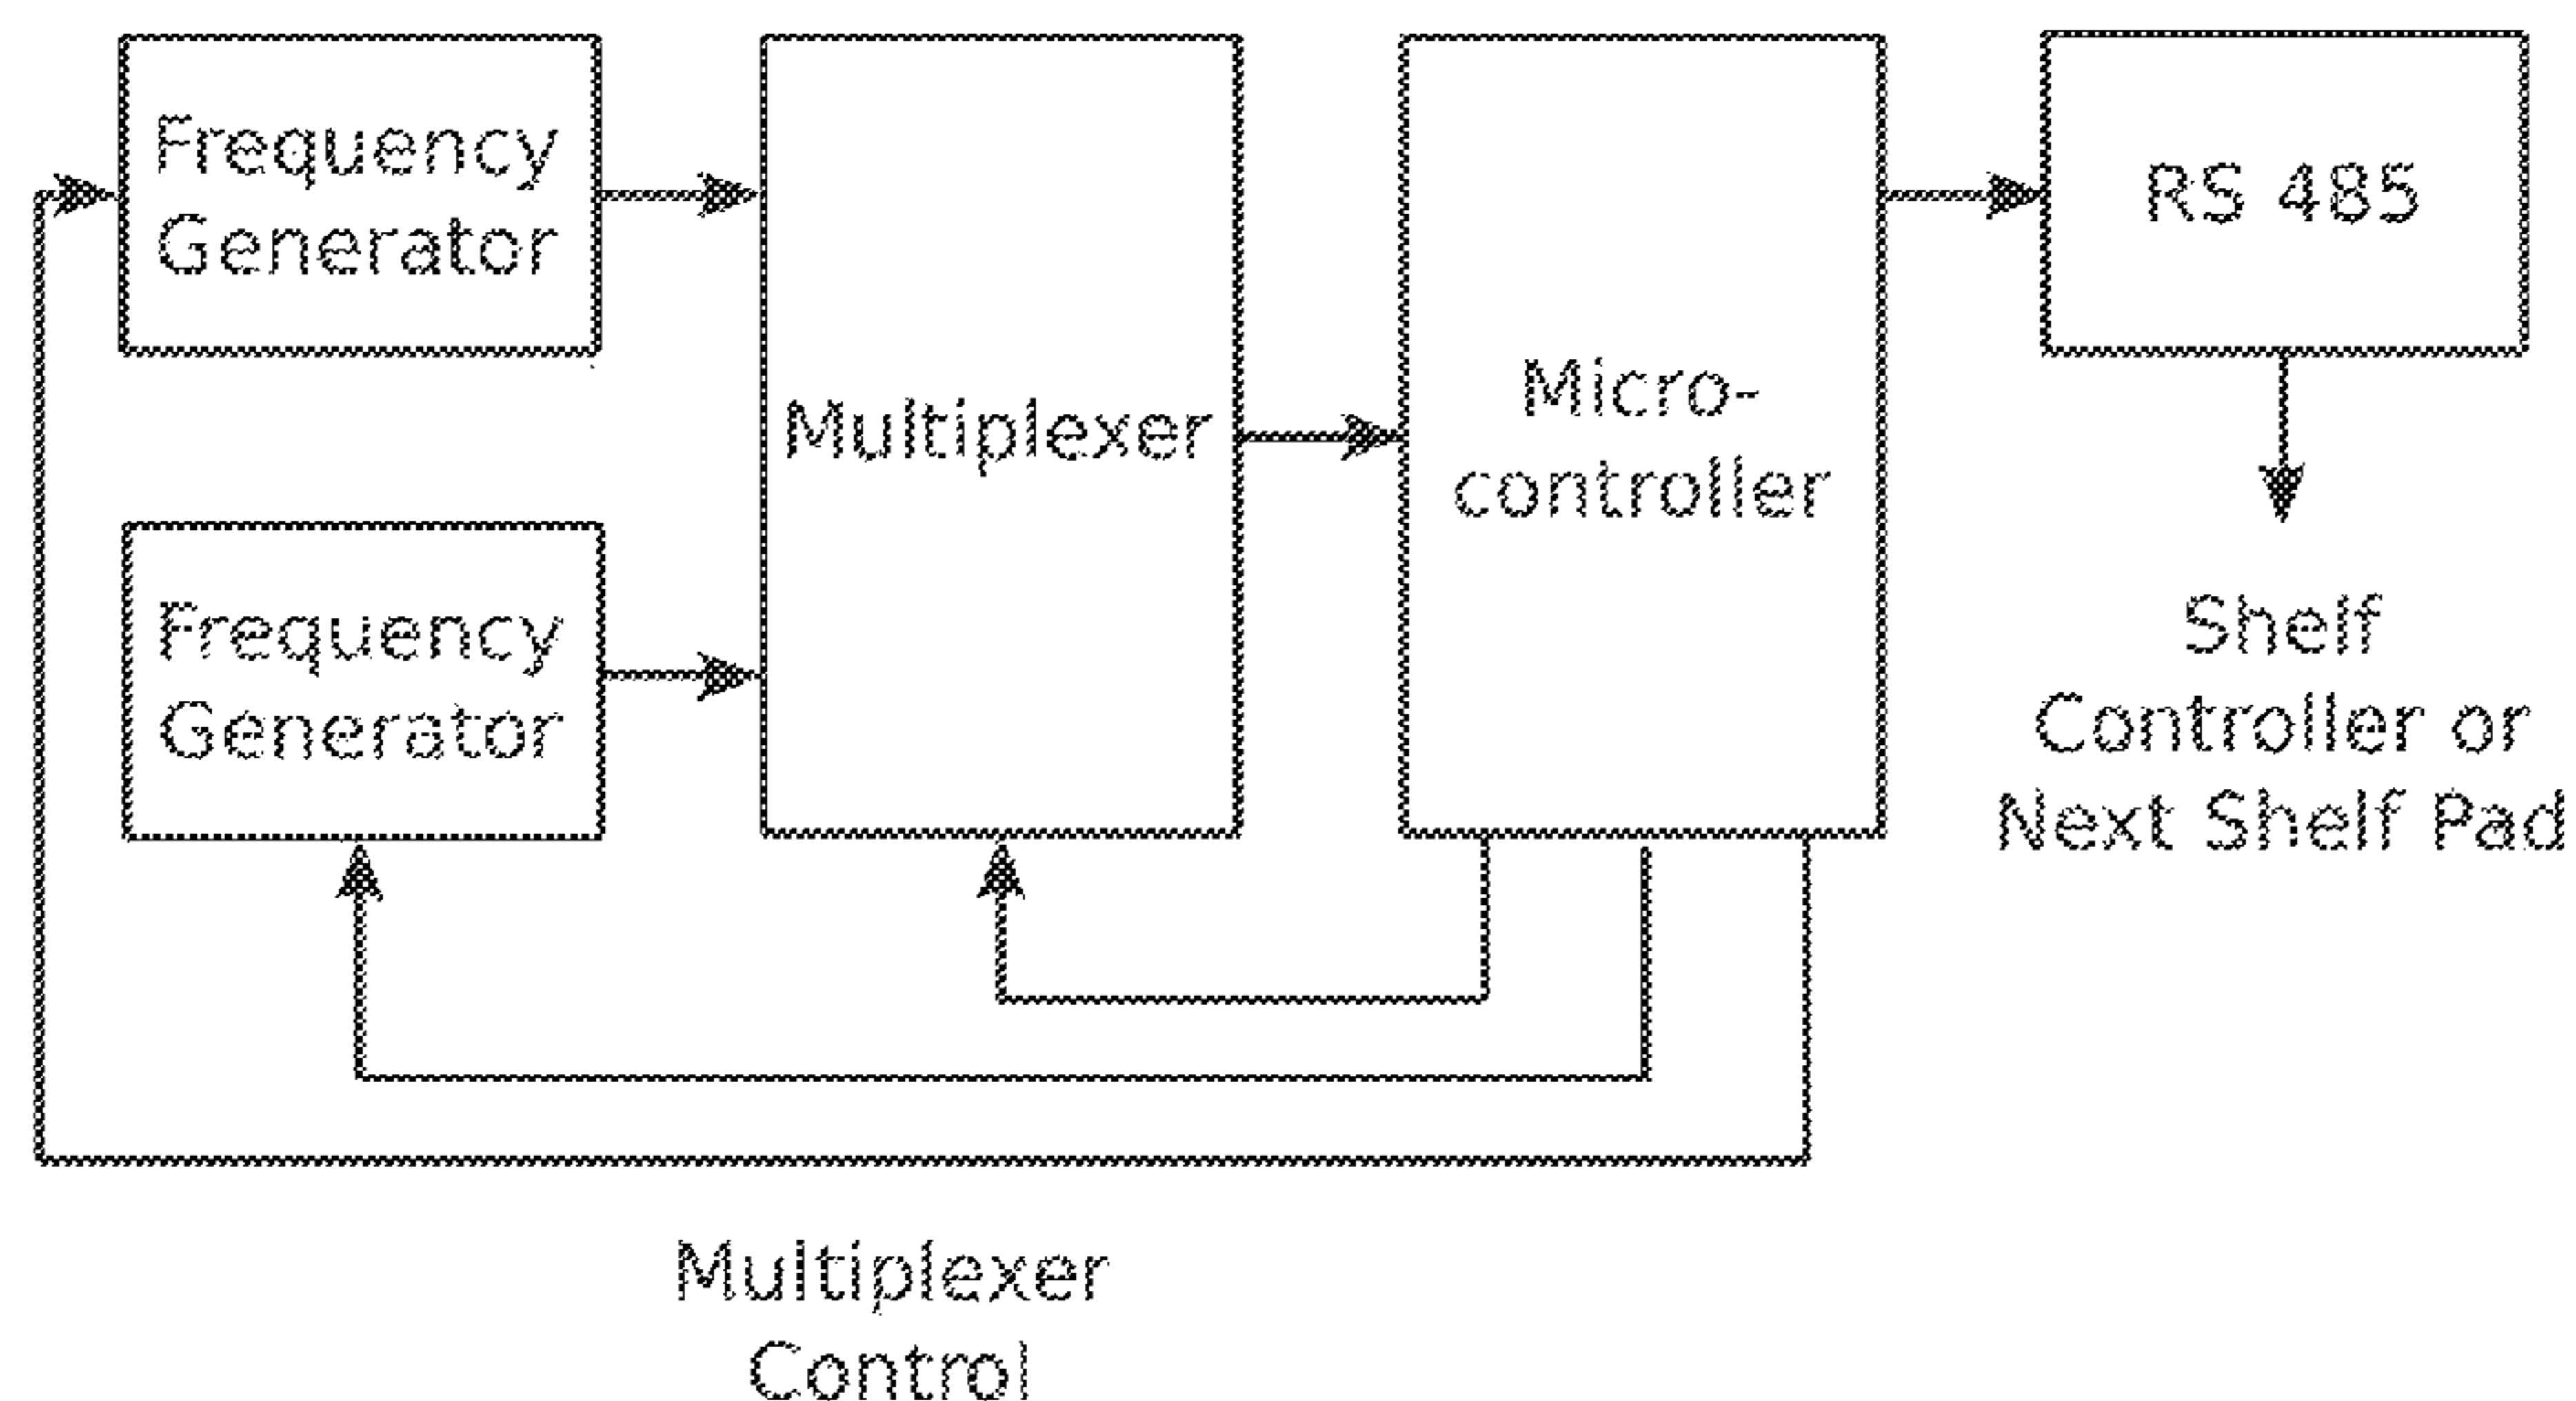 Frequency
Generator
Multiplexer
Micro-
controller
RS 485
Frequency
Generator
Shelf
Controller or
Next Shelf Pad
Multiplexer
Control